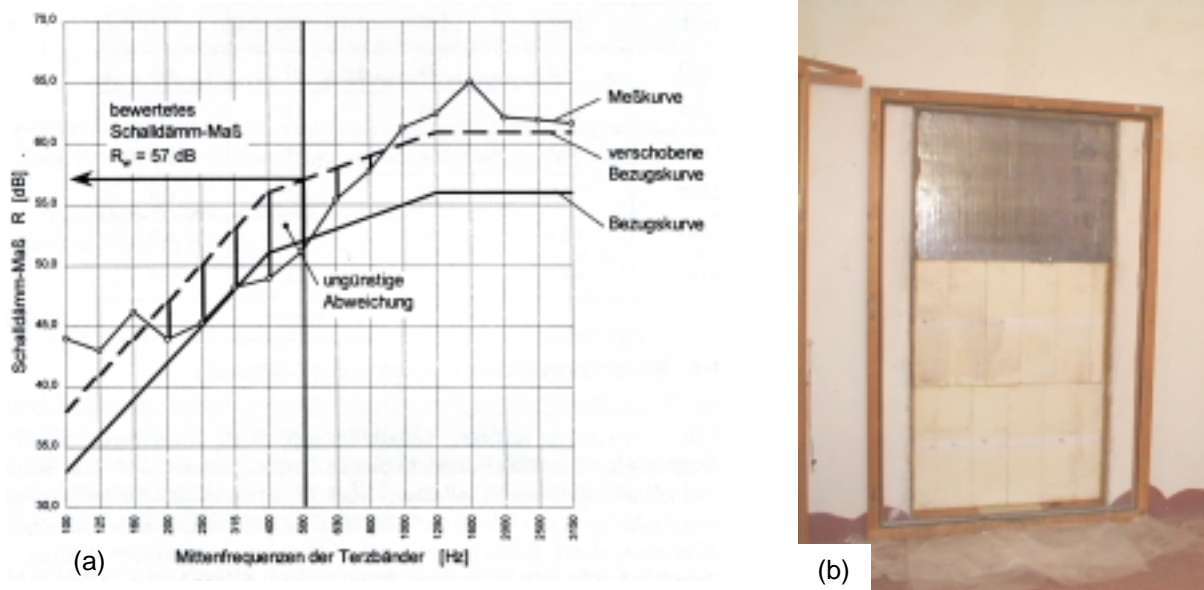 70,0
65,0
60,0
55,0
50,0
45,0
40,0
35,0
30,0
Schalldämm-Maß R [dB]
bewertetes
Schalldämm-Maß
R_w = 57 dB
Meßkurve
verschobene
Bezugskurve
Bezugskurve
ungünstige
Abweichung
100 125 160 200 250 315 400 500 630 800 1000 1250 1600 2000 2500 3150
Mittenfrequenzen der Terzbänder [Hz]
(a)
(b)